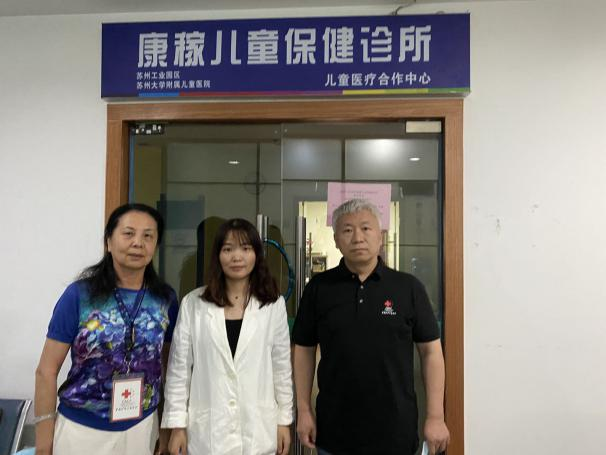 康稼儿童保健诊所
苏州工业园区
苏州大学附属儿童医院
儿童医疗合作中心